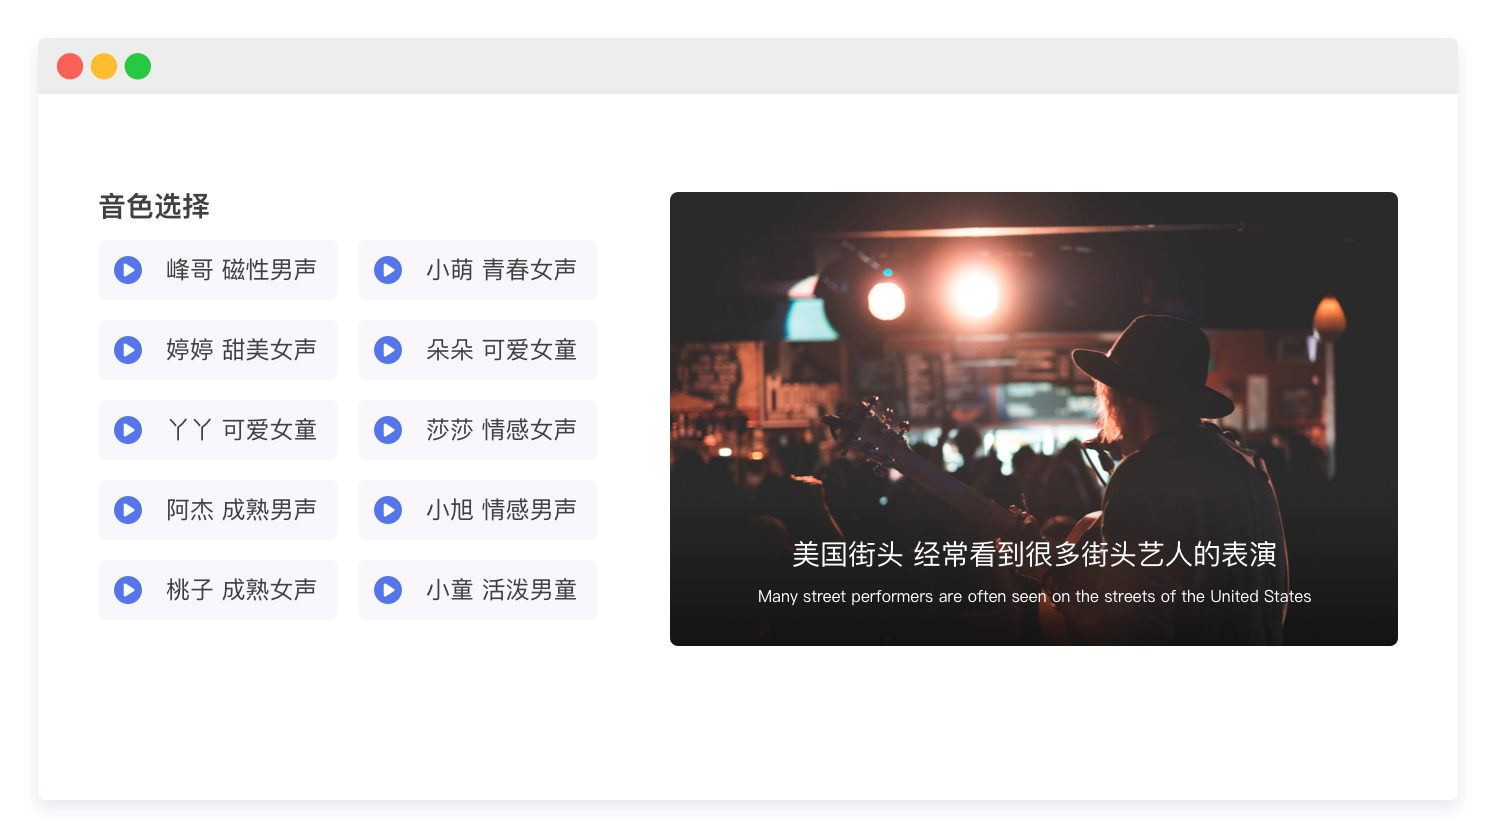 音色选择
峰哥 磁性男声
小萌 青春女声
婷婷 甜美女声
朵朵 可爱女童
丫丫 可爱女童
莎莎 情感女声
阿杰 成熟男声
小旭 情感男声
桃子 成熟女声
小童 活泼男童
美国街头 经常看到很多街头艺人的表演
Many street performers are often seen on the streets of the United States